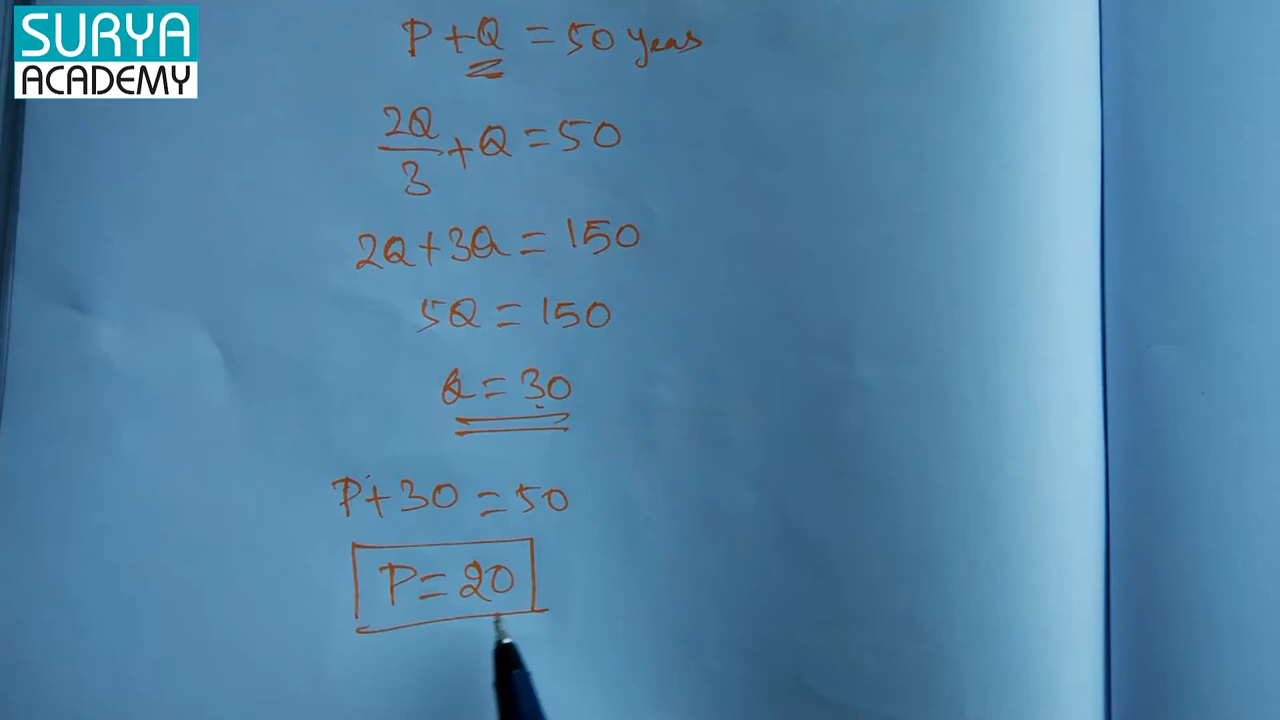 SURYA
ACADEMY
P + Q = 50 years
2Q/3 + Q = 50
2Q + 3Q = 150
5Q = 150
Q = 30
P + 30 = 50
P = 20